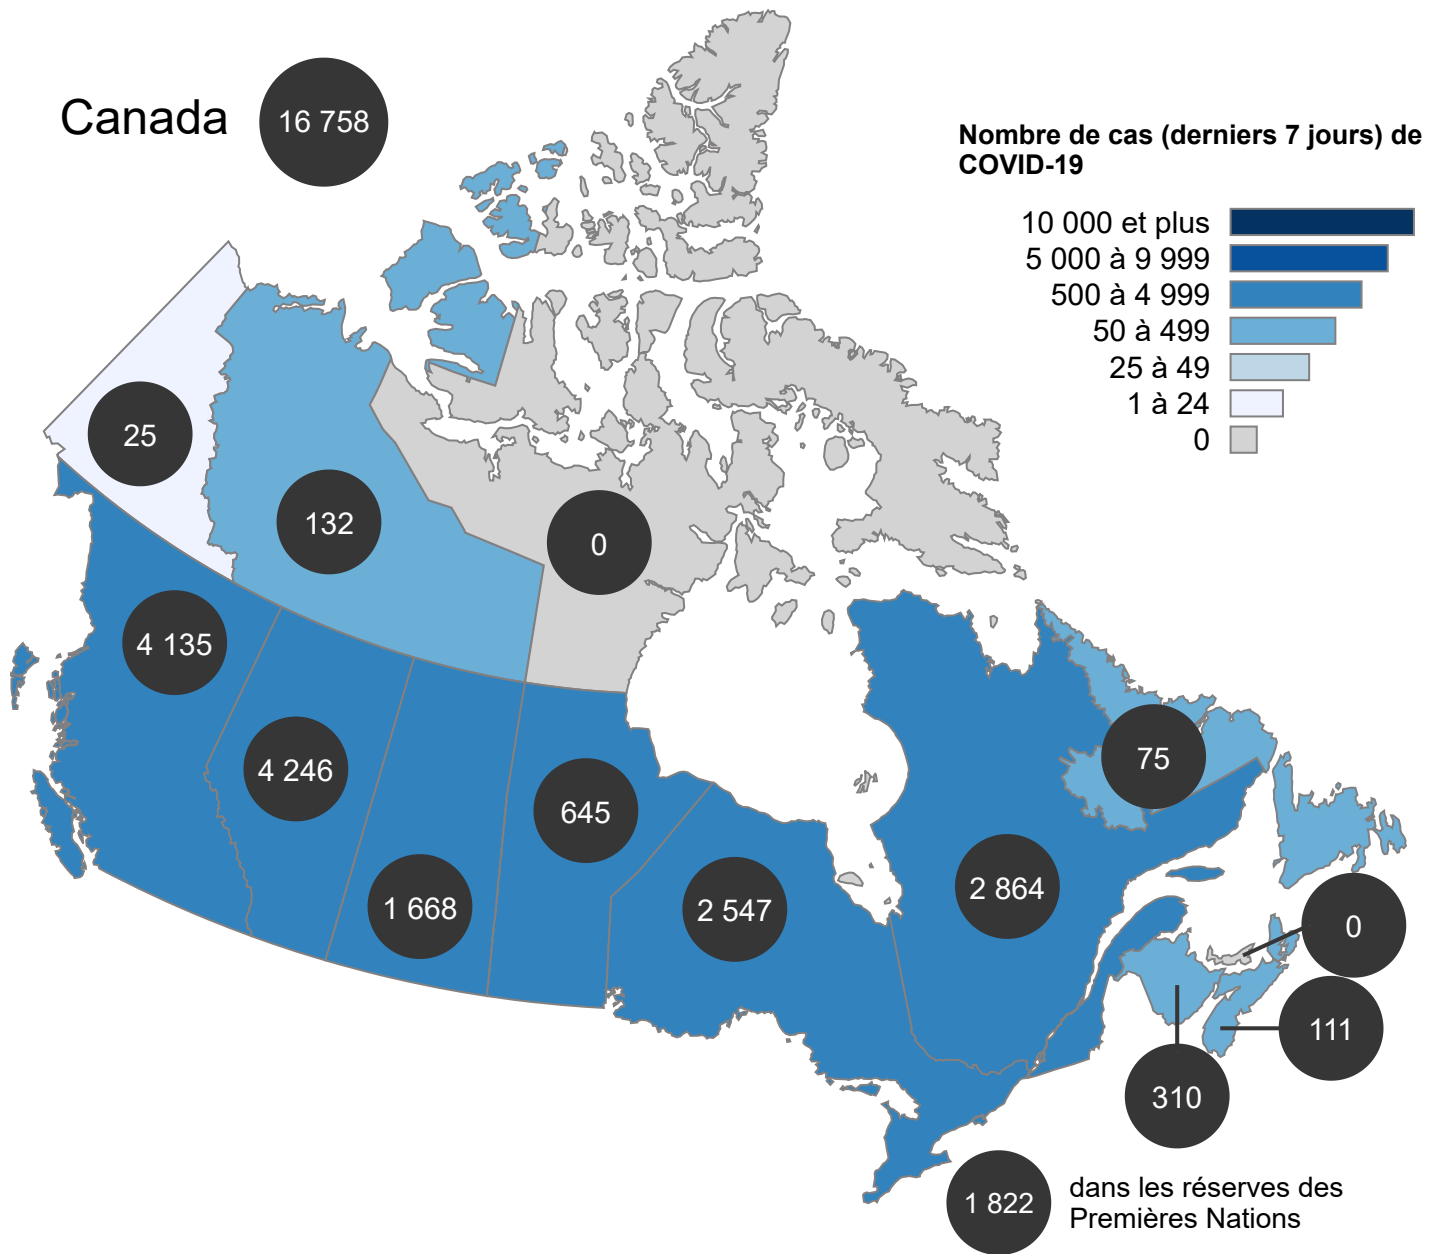 Canada
16 758
Nombre de cas (derniers 7 jours) de
COVID-19
10 000 et plus
5 000 à 9 999
500 à 4 999
50 à 499
25 à 49
1 à 24
0
25
132
0
4 135
4 246
1 668
645
2 547
2 864
75
0
111
310
1 822
dans les réserves des
Premières Nations